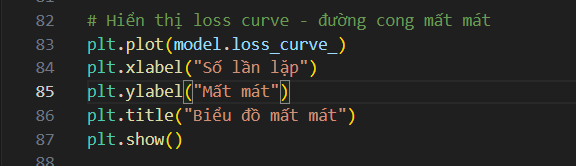 82 # Hiển thị loss curve - đường cong mất mát
83 plt.plot(model.loss_curve_)
84 plt.xlabel("Số lần lặp")
85 plt.ylabel("Mất mát")
86 plt.title("Biểu đồ mất mát")
87 plt.show()
88